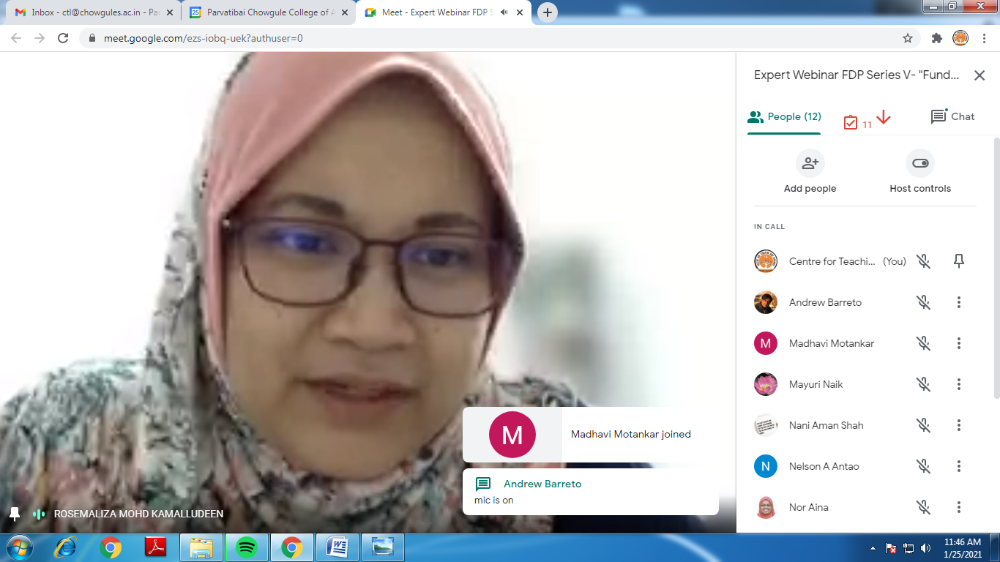 Inbox - ctl@chowgules.ac.in - Pa
Parvatibai Chowgule College of A
Meet - Expert Webinar FDP S
meet.google.com/ezs-iobq-uek?authuser=0
Expert Webinar FDP Series V- "Fund...
People (12)
11
Chat
Add people
Host controls
IN CALL
Centre for Teachi... (You)
Andrew Barreto
M Madhavi Motankar
Mayuri Naik
Nani Aman Shah
N Nelson A Antao
Nor Aina
M Madhavi Motankar joined
Andrew Barreto
mic is on
ROSEMALIZA MOHD KAMALLUDEEN
11:46 AM
1/25/2021